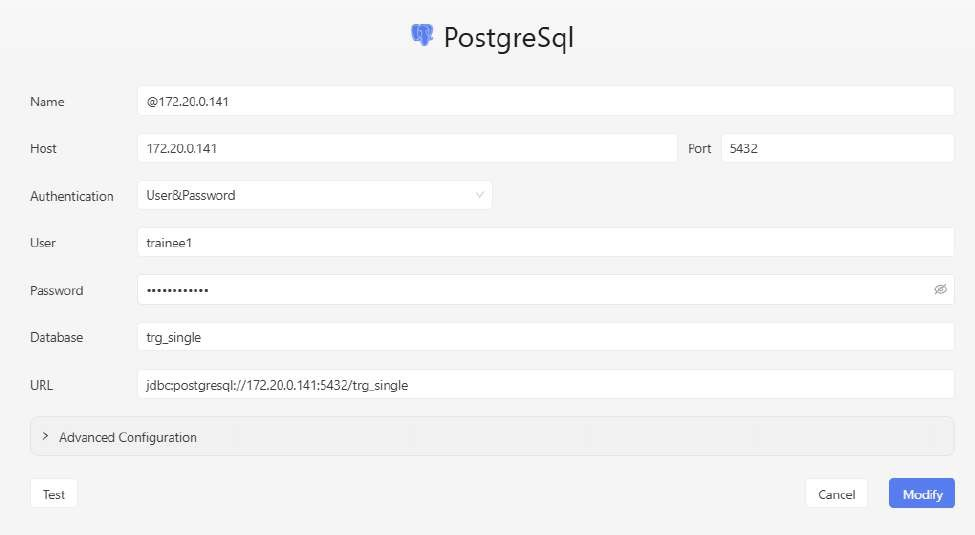 PostgreSql
Name @172.20.0.141
Host 172.20.0.141 Port 5432
Authentication User&Password
User trainee1
Password ••••••••••••
Database trg_single
URL jdbc:postgresql://172.20.0.141:5432/trg_single
> Advanced Configuration
Test Cancel Modify